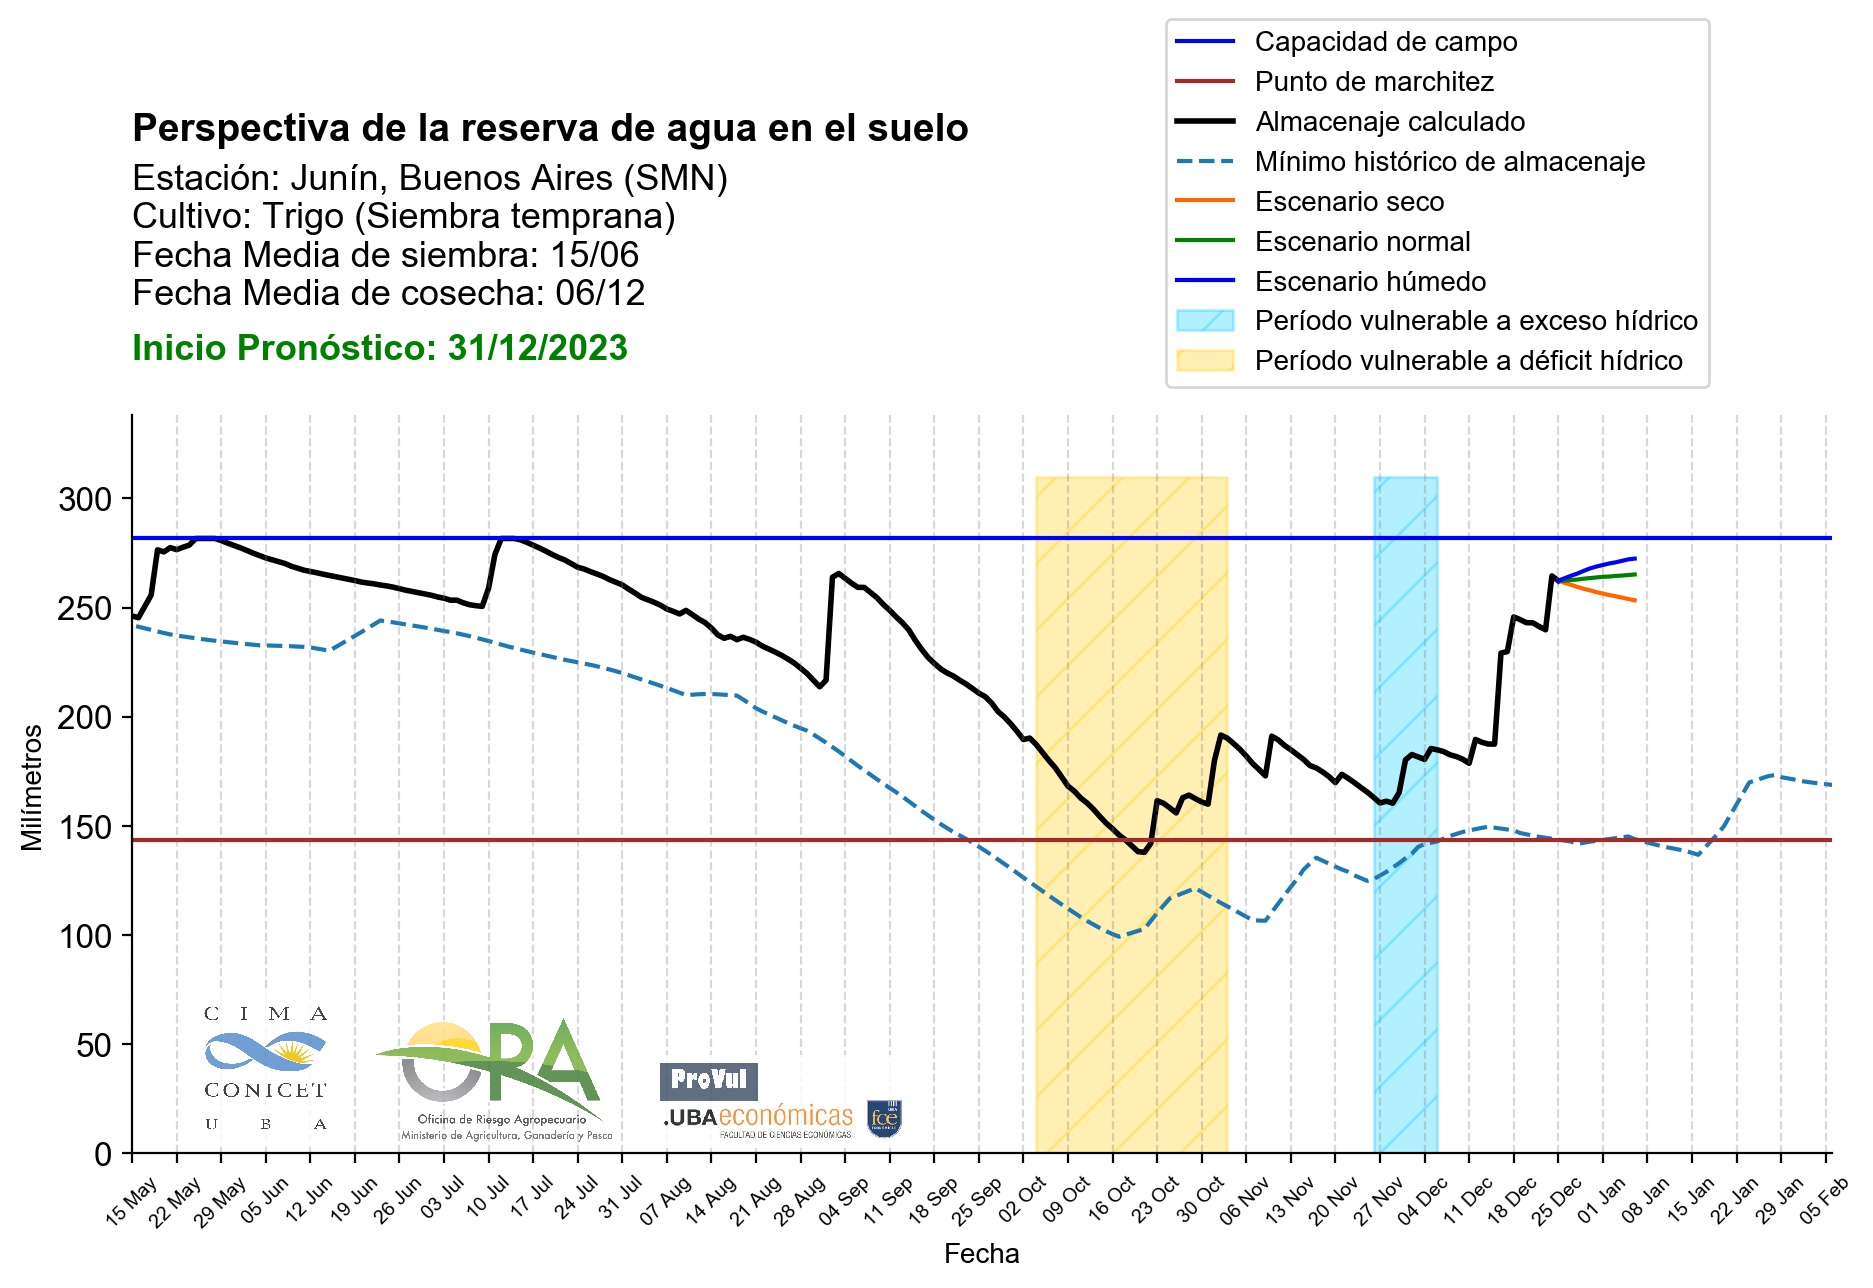 Capacidad de campo
Punto de marchitez
Almacenaje calculado
Mínimo histórico de almacenaje
Escenario seco
Escenario normal
Escenario húmedo
Período vulnerable a exceso hídrico
Período vulnerable a déficit hídrico
Perspectiva de la reserva de agua en el suelo
Estación: Junín, Buenos Aires (SMN)
Cultivo: Trigo (Siembra temprana)
Fecha Media de siembra: 15/06
Fecha Media de cosecha: 06/12
Inicio Pronóstico: 31/12/2023
Milímetros
300
250
200
150
100
50
0
C I M A
CONICET
U B A
ORA
Oficina de Riesgo Agropecuario
Ministerio de Agricultura, Ganadería y Pesca
ProVul
.UBAeconómicas
FACULTAD DE CIENCIAS ECONÓMICAS
fce
15 May
22 May
29 May
05 Jun
12 Jun
19 Jun
26 Jun
03 Jul
10 Jul
17 Jul
24 Jul
31 Jul
07 Aug
14 Aug
21 Aug
28 Aug
04 Sep
11 Sep
18 Sep
25 Sep
02 Oct
09 Oct
16 Oct
23 Oct
30 Oct
06 Nov
13 Nov
20 Nov
27 Nov
04 Dec
11 Dec
18 Dec
25 Dec
01 Jan
08 Jan
15 Jan
22 Jan
29 Jan
05 Feb
Fecha